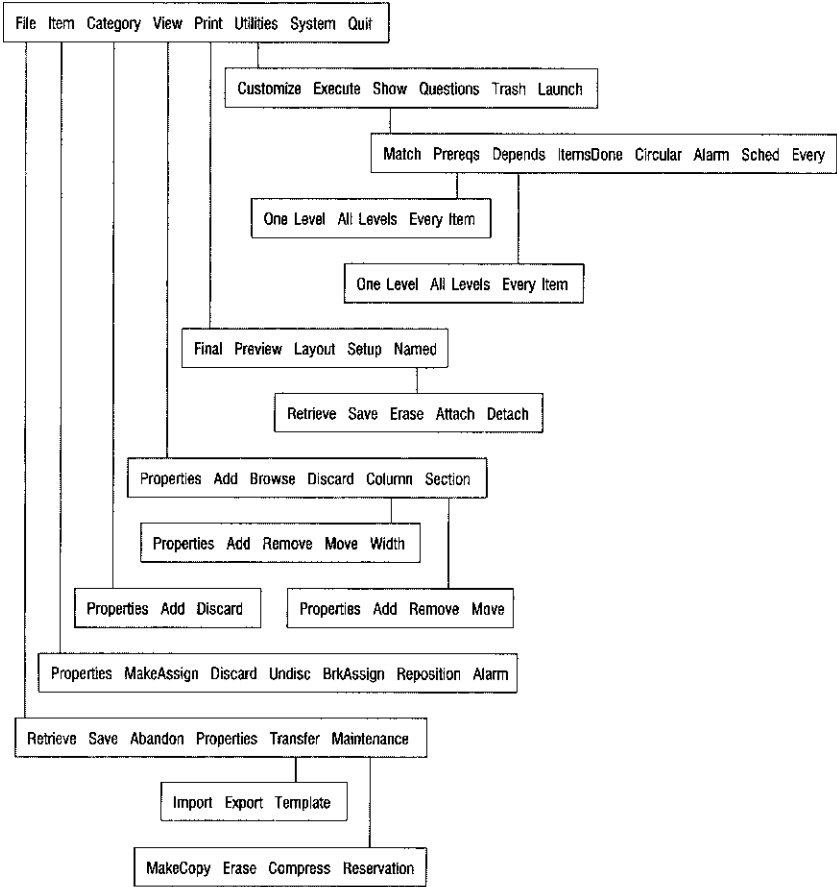 File Item Category View Print Utilities System Quit
Customize Execute Show Questions Trash Launch
Match Prereqs Depends ItemsDone Circular Alarm Sched Every
One Level All Levels Every Item
One Level All Levels Every Item
Final Preview Layout Setup Named
Retrieve Save Erase Attach Detach
Properties Add Browse Discard Column Section
Properties Add Remove Move Width
Properties Add Discard
Properties Add Remove Move
Properties MakeAssign Discard Undisc BrkAssign Reposition Alarm
Retrieve Save Abandon Properties Transfer Maintenance
Import Export Template
MakeCopy Erase Compress Reservation